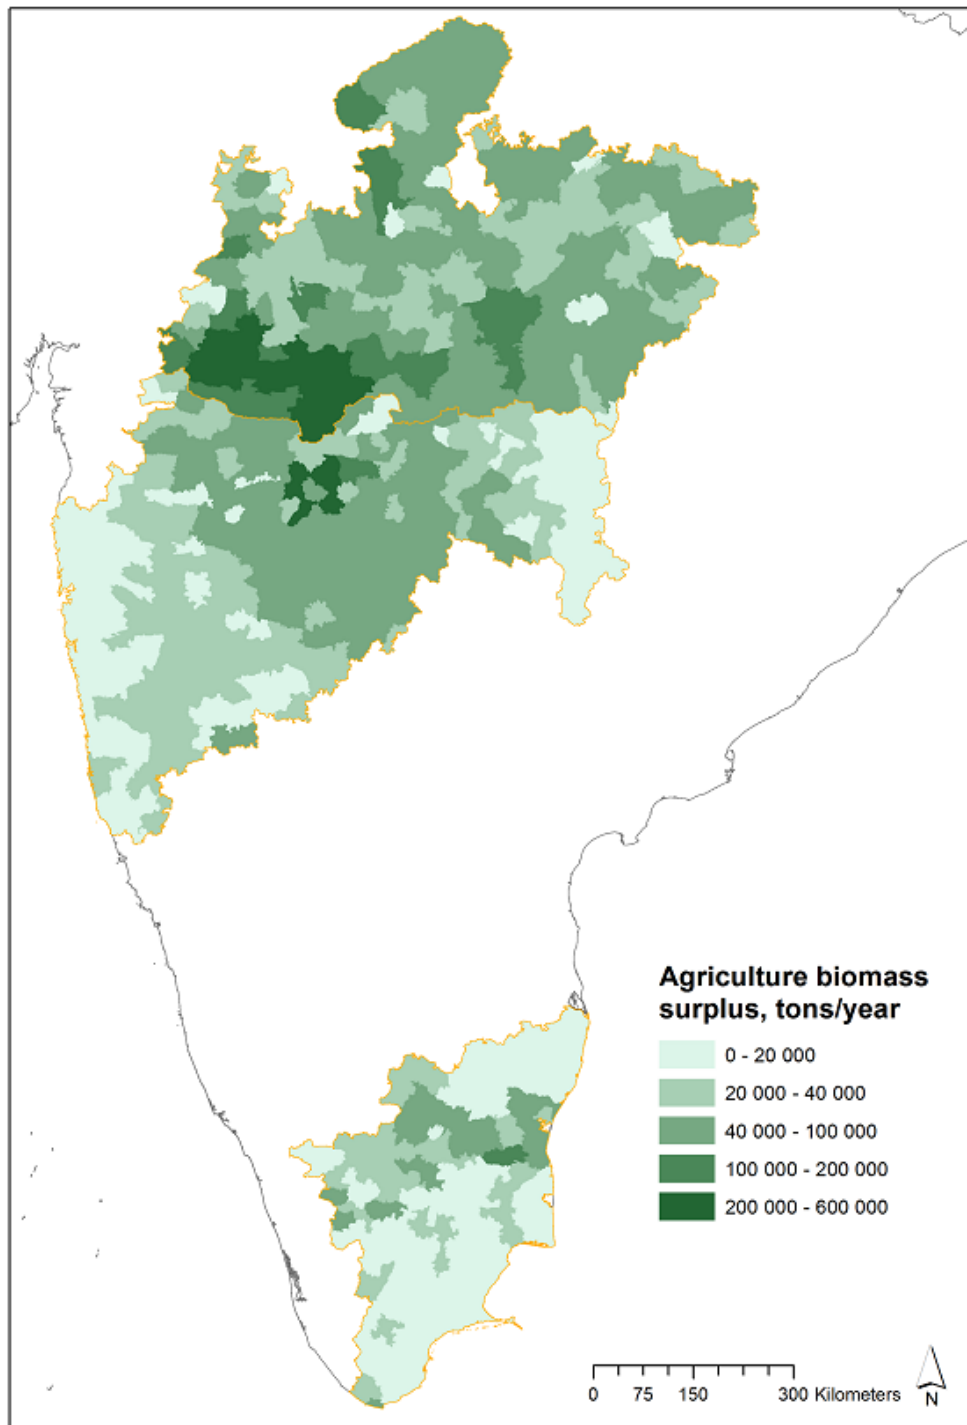 Agriculture biomass
surplus, tons/year
0 - 20 000
20 000 - 40 000
40 000 - 100 000
100 000 - 200 000
200 000 - 600 000
0 75 150 300 Kilometers
N